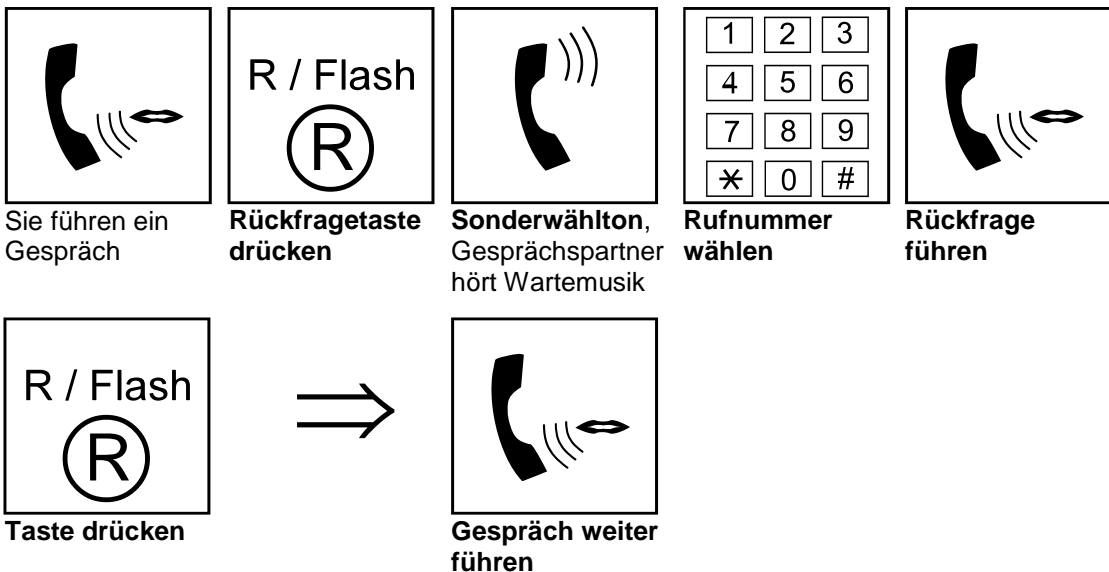 R / Flash
R
1 2 3
4 5 6
7 8 9
* 0 #
Sie führen ein
Gespräch
Rückfragetaste
drücken
Sonderwählton,
Gesprächspartner
hört Wartemusik
Rufnummer
wählen
Rückfrage
führen
R / Flash
R
Taste drücken
Gespräch weiter
führen